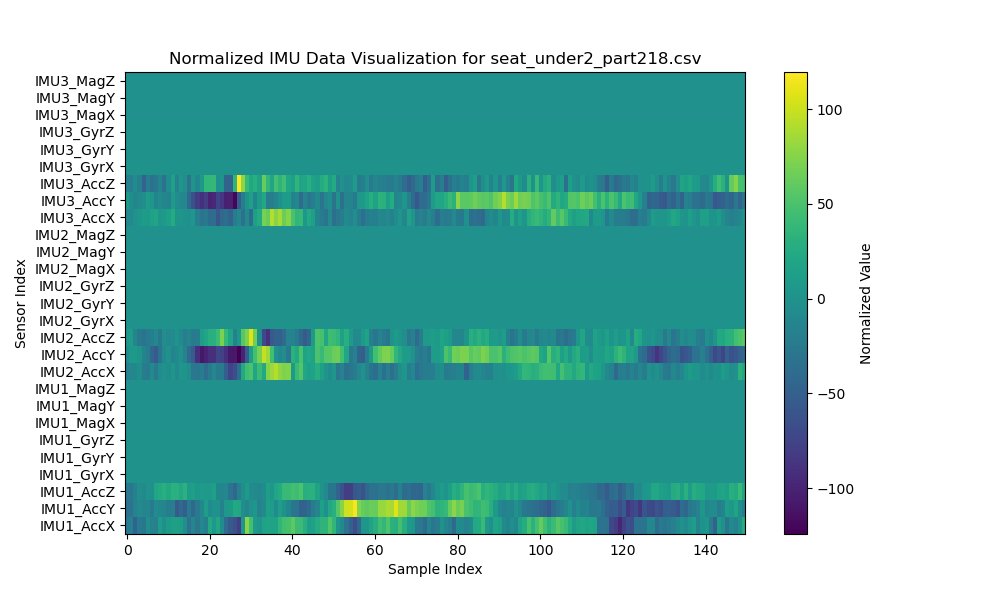 Normalized IMU Data Visualization for seat_under2_part218.csv
IMU3_MagZ
IMU3_MagY
IMU3_MagX
IMU3_GyrZ
IMU3_GyrY
IMU3_GyrX
IMU3_AccZ
IMU3_AccY
IMU3_AccX
IMU2_MagZ
IMU2_MagY
IMU2_MagX
IMU2_GyrZ
IMU2_GyrY
IMU2_GyrX
IMU2_AccZ
IMU2_AccY
IMU2_AccX
IMU1_MagZ
IMU1_MagY
IMU1_MagX
IMU1_GyrZ
IMU1_GyrY
IMU1_GyrX
IMU1_AccZ
IMU1_AccY
IMU1_AccX
Sensor Index
0 20 40 60 80 100 120 140
Sample Index
100
50
0
−50
−100
Normalized Value